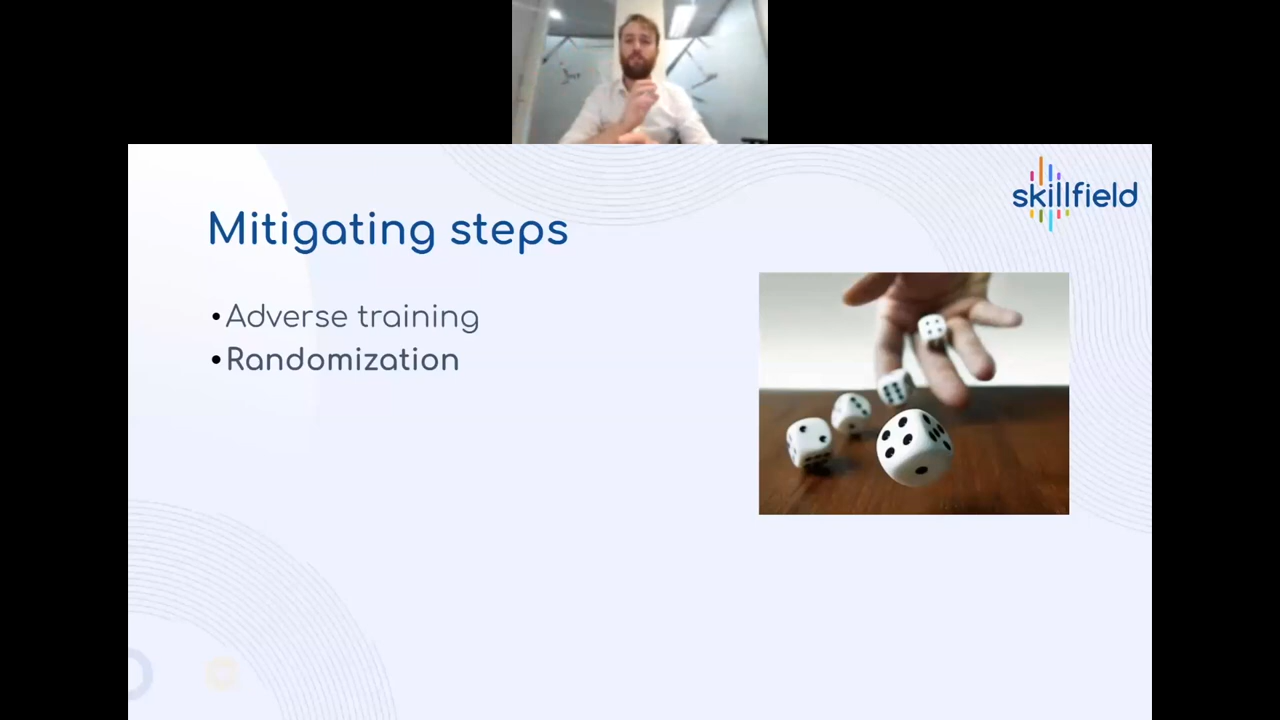 skillfield
Mitigating steps
•Adverse training
•Randomization